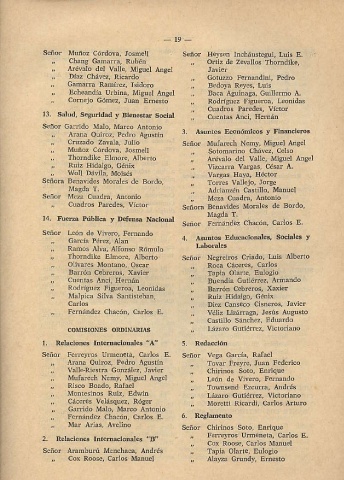 — 19 —
Señor Muñoz Córdova, Josmell
„ Chang Gamarra, Rubén
„ Arévalo del Valle, Miguel Angel
„ Díaz Chávez, Ricardo
„ Gamarra Ramírez, Isidoro
„ Echeandía Urbina, Miguel Angel
„ Cornejo Gómez, Juan Ernesto
13. Salud, Seguridad y Bienestar Social
Señor Garrido Malo, Marco Antonio
„ Arana Quiroz, Pedro Agustín
„ Cruzado Zavala, Julio
„ Muñoz Córdova, Josmell
„ Thorndike Elmore, Alberto
„ Ruiz Hidalgo, Génix
„ Woll Dávila, Moisés
Señora Benavides Morales de Bordo,
Magda T.
Señor Meza Cuadra, Antonio
„ Cuadros Paredes, Víctor
14. Fuerza Pública y Defensa Nacional
Señor León de Vivero, Fernando
„ García Pérez, Alan
„ Ramos Alva, Alfonso Rómulo
„ Thorndike Elmore, Alberto
„ Olivares Montano, Oscar
„ Barrón Cebreros, Xavier
„ Cuentas Anci, Hernán
„ Rodríguez Figueroa, Leonidas
„ Malpica Silva Santisteban,
Carlos
„ Fernández Chacón, Carlos E.
COMISIONES ORDINARIAS
1. Relaciones Internacionales "A"
Señor Ferreyros Urmeneta, Carlos E.
„ Arana Quiroz, Pedro Agustín
„ Valle-Riestra González, Javier
„ Mufarech Nemy, Miguel Angel
„ Risco Boado, Rafael
„ Montesinos Ruiz, Edwin
„ Cáceres Velásquez, Róger
„ Garrido Malo, Marco Antonio
„ Fernández Chacón, Carlos E.
„ Mar Arias, Avelino
2. Relaciones Internacionales "B"
Señor Aramburú Menchaca, Andrés
„ Cox Roose, Carlos Manuel
Señor Heysen Incháustegui, Luis E.
„ Ortiz de Zevallos Thorndike,
Javier
„ Gotuzzo Fernandini, Pedro
„ Bedoya Reyes, Luis
„ Baca Aguinaga, Guillermo A.
„ Rodríguez Figueroa, Leonidas
„ Cuadros Paredes, Víctor
„ Cuentas Anci, Hernán
3. Asuntos Económicos y Financieros
Señor Mufarech Nemy, Miguel Angel
„ Sotomarino Chávez, Celso
„ Arévalo del Valle, Miguel Angel
„ Vizcarra Vargas, César A.
„ Vargas Haya, Héctor
„ Torres Vallejo, Jorge
„ Adrianzén Castillo, Manuel
„ Meza Cuadra, Antonio
Señora Benavides Morales de Bordo,
Magda T.
Señor Fernández Chacón, Carlos E.
4. Asuntos Educacionales, Sociales y
Laborales
Señor Negreiros Criado, Luis Alberto
„ Roca Cáceres, Carlos
„ Tapia Olarte, Eulogio
„ Buendía Gutiérrez, Armando
„ Barrón Cebreros, Xavier
„ Ruiz Hidalgo, Génix
„ Díez Canseco Cisneros, Javier
„ Véliz Lizárraga, Jesús Augusto
„ Castillo Sánchez, Eduardo
„ Lázaro Gutiérrez, Victoriano
5. Redacción
Señor Vega García, Rafael
„ Tovar Freyre, Juan Federico
„ Chirinos Soto, Enrique
„ León de Vivero, Fernando
„ Townsend Ezcurra, Andrés
„ Lázaro Gutiérrez, Victoriano
„ Moretti Ricardi, Carlos Arturo
6. Reglamento
Señor Chirinos Soto, Enrique
„ Ferreyros Urmeneta, Carlos E.
„ Cox Roose, Carlos Manuel
„ Tapia Olarte, Eulogio
„ Alayza Grundy, Ernesto